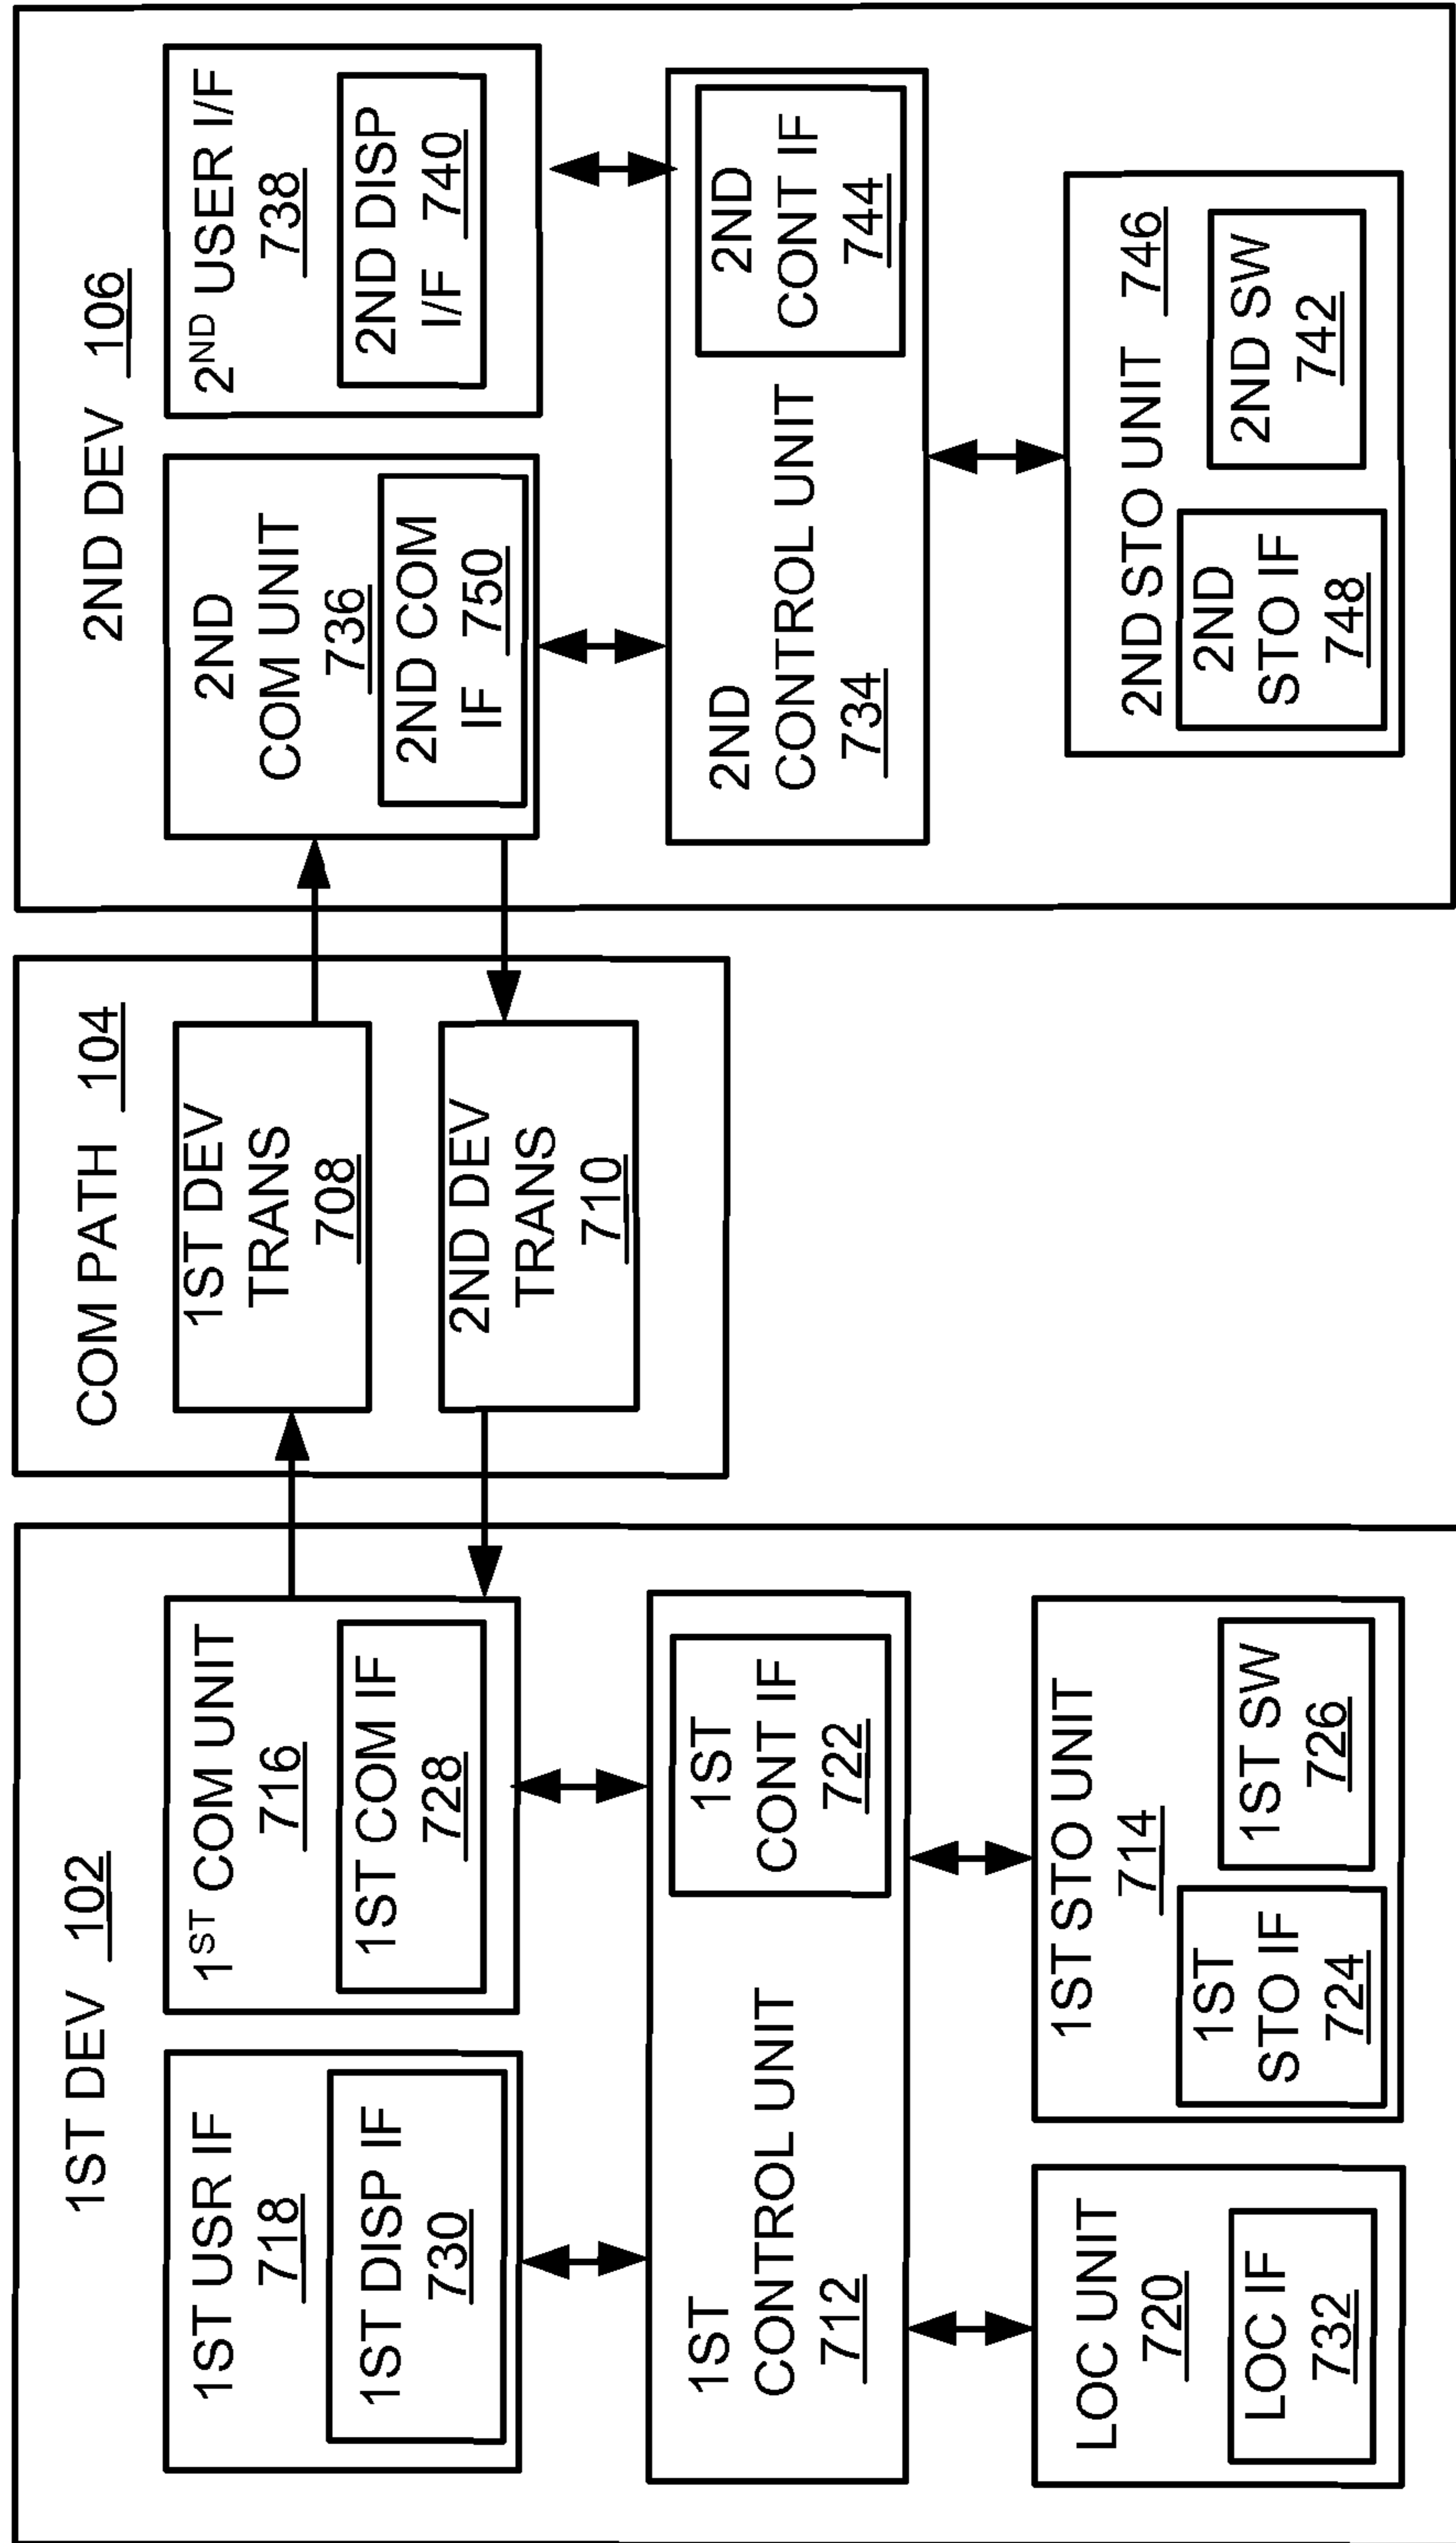 1ST DEV 102
1ST USR IF
718
1ST DISP IF
730
1ST COM UNIT
716
1ST COM IF
728
1ST
CONTROL UNIT
712
1ST
CONT IF
722
LOC UNIT
720
LOC IF
732
1ST STO UNIT
714
1ST
STO IF
724
1ST SW
726
COM PATH 104
1ST DEV
TRANS
708
2ND DEV
TRANS
710
2ND DEV 106
2ND
COM UNIT
736
2ND COM
IF 750
2ND USER I/F
738
2ND DISP
I/F 740
2ND
CONTROL UNIT
734
2ND
CONT IF
744
2ND STO UNIT 746
2ND
STO IF
748
2ND SW
742